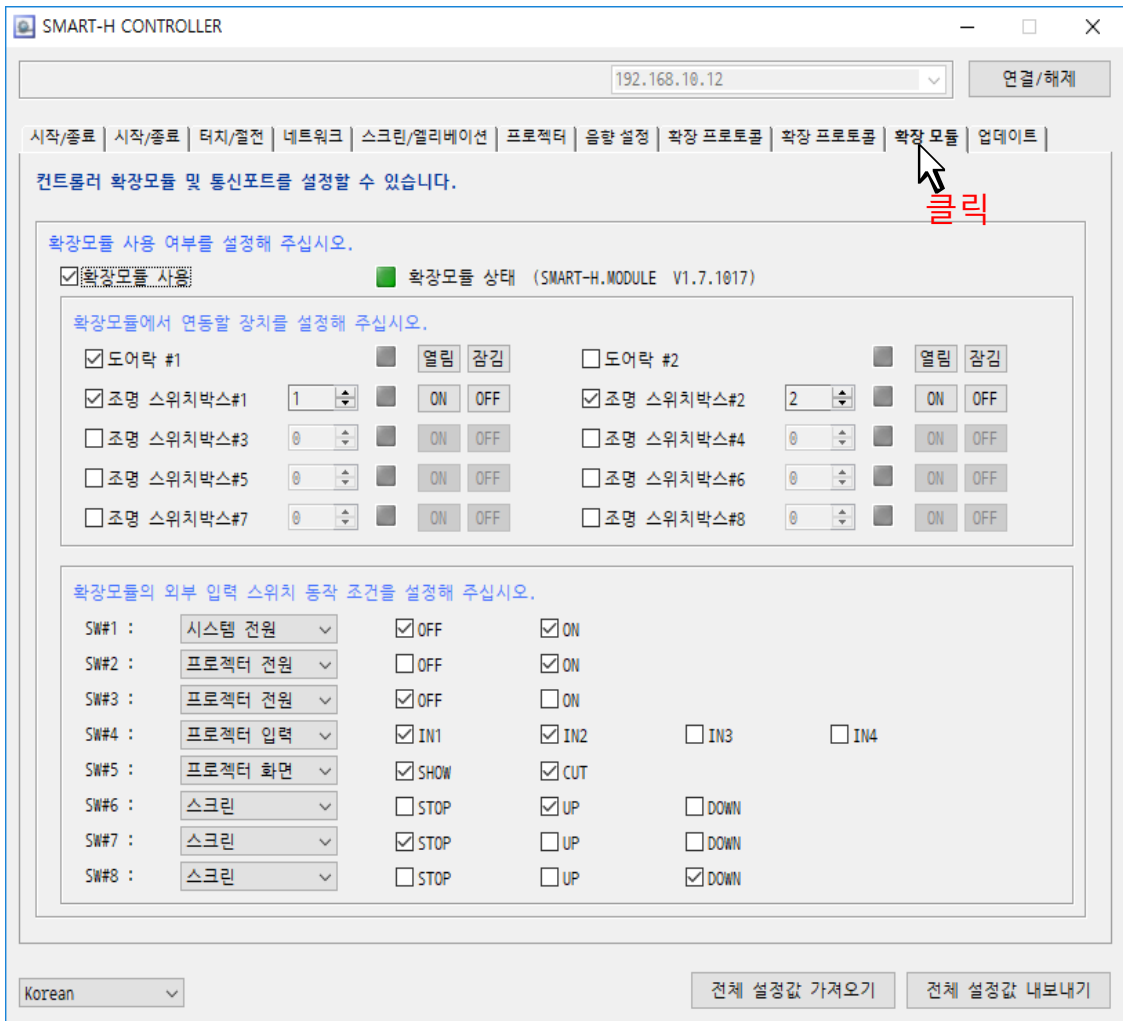 SMART-H CONTROLLER
192.168.10.12 연결/해제
시작/종료 시작/종료 터치/절전 네트워크 스크린/엘리베이션 프로젝터 음향 설정 확장 프로토콜 확장 프로토콜 확장 모듈 업데이트
컨트롤러 확장모듈 및 통신포트를 설정할 수 있습니다.
클릭
확장모듈 사용 여부를 설정해 주십시오.
확장모듈 사용 확장모듈 상태 (SMART-H.MODULE V1.7.1017)
확장모듈에서 연동할 장치를 설정해 주십시오.
도어락 #1 열림 잠김 도어락 #2 열림 잠김
조명 스위치박스#1 1 ON OFF 조명 스위치박스#2 2 ON OFF
조명 스위치박스#3 0 ON OFF 조명 스위치박스#4 0 ON OFF
조명 스위치박스#5 0 ON OFF 조명 스위치박스#6 0 ON OFF
조명 스위치박스#7 0 ON OFF 조명 스위치박스#8 0 ON OFF
확장모듈의 외부 입력 스위치 동작 조건을 설정해 주십시오.
SW#1 : 시스템 전원 OFF ON
SW#2 : 프로젝터 전원 OFF ON
SW#3 : 프로젝터 전원 OFF ON
SW#4 : 프로젝터 입력 IN1 IN2 IN3 IN4
SW#5 : 프로젝터 화면 SHOW CUT
SW#6 : 스크린 STOP UP DOWN
SW#7 : 스크린 STOP UP DOWN
SW#8 : 스크린 STOP UP DOWN
Korean 전체 설정값 가져오기 전체 설정값 내보내기